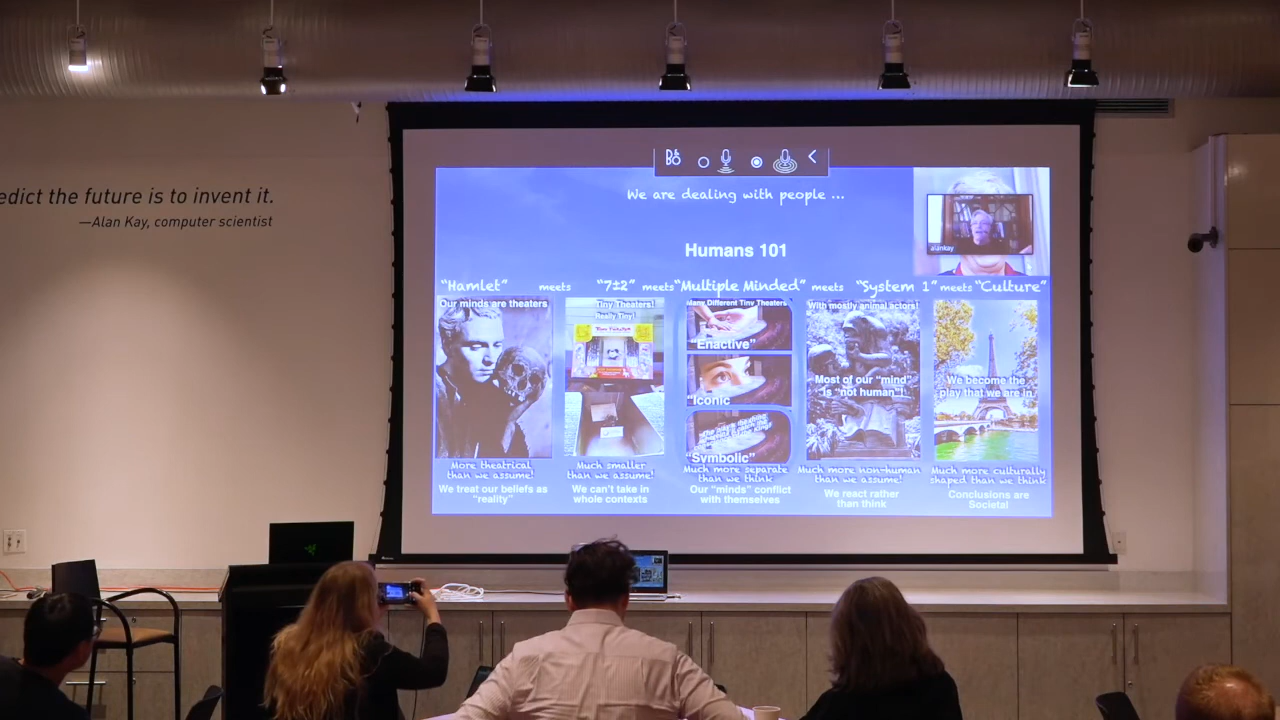 edict the future is to invent it.
—Alan Kay, computer scientist
We are dealing with people ...
alankay
Humans 101
"Hamlet" meets "7±2" meets "Multiple Minded" meets "System 1" meets "Culture"
Our minds are theaters
Tiny Theaters!
Really Tiny!
Many Different Tiny Theaters
"Enactive"
"Iconic
"Symbolic"
With mostly animal actors!
Most of our "mind"
is "not human"!
We become the
play that we are in
More theatrical
than we assume!
We treat our beliefs as
"reality"
Much smaller
than we assume!
We can't take in
whole contexts
Much more separate
than we think
Our "minds" conflict
with themselves
Much more non-human
than we assume!
We react rather
than think
Much more culturally
shaped than we think
Conclusions are
Societal